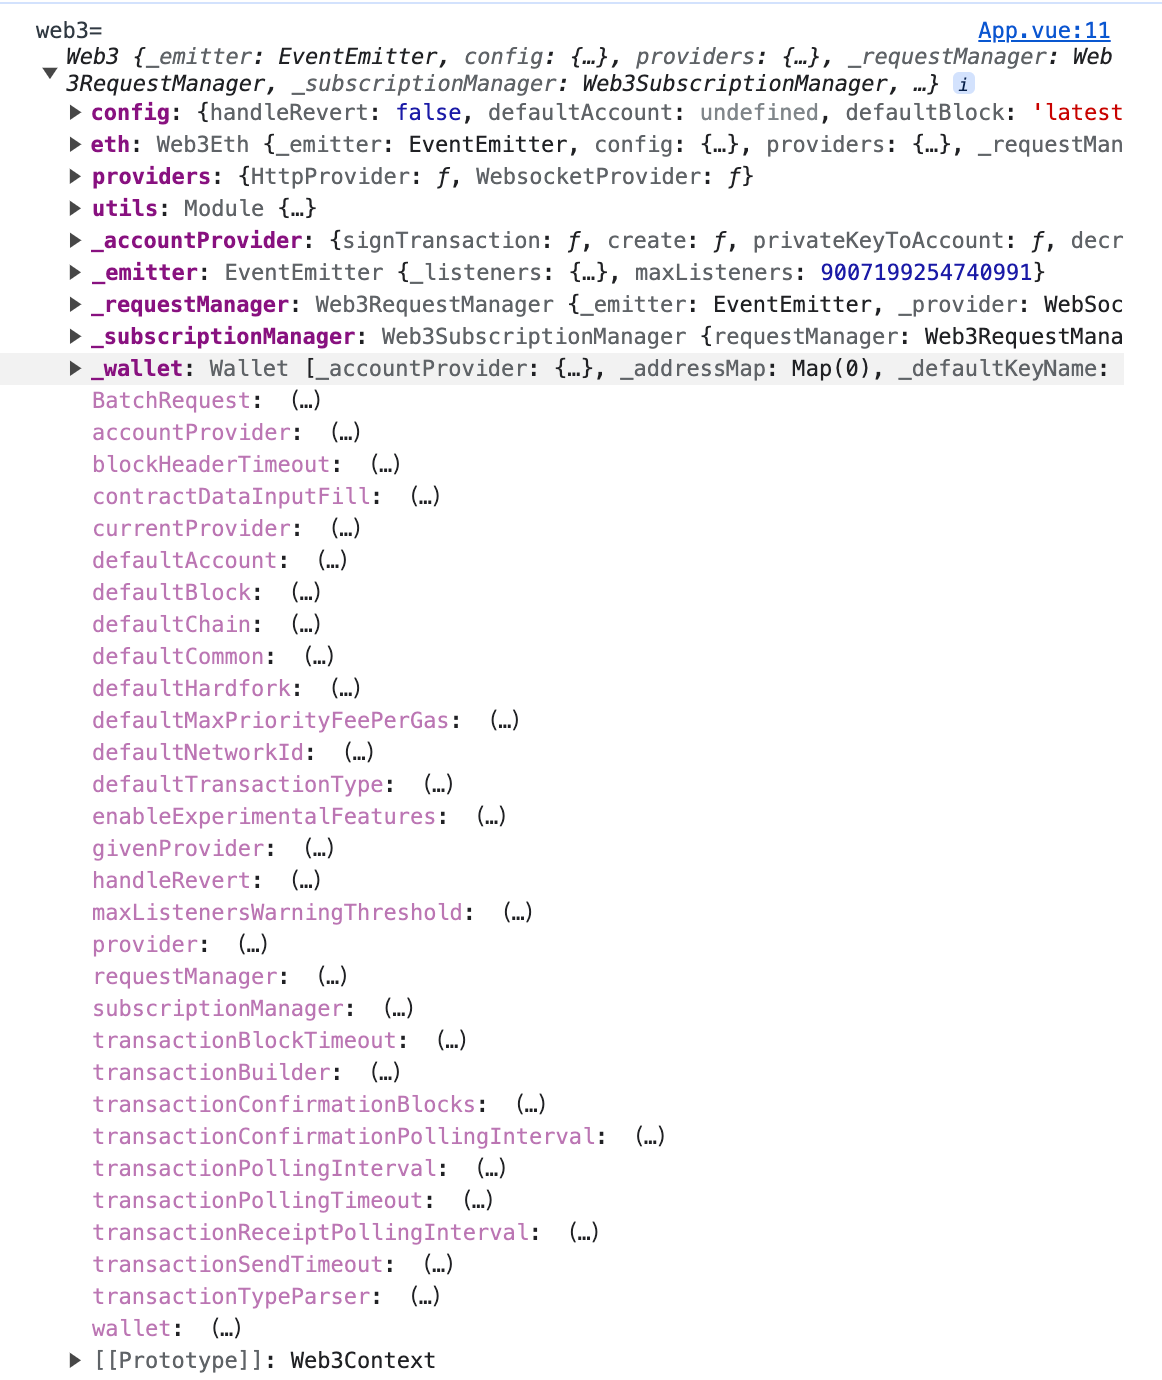 web3= App.vue:11
Web3 {_emitter: EventEmitter, config: {…}, providers: {…}, _requestManager: Web
3RequestManager, _subscriptionManager: Web3SubscriptionManager, …} i
config: {handleRevert: false, defaultAccount: undefined, defaultBlock: 'latest
eth: Web3Eth {_emitter: EventEmitter, config: {…}, providers: {…}, _requestMan
providers: {HttpProvider: ƒ, WebsocketProvider: ƒ}
utils: Module {…}
_accountProvider: {signTransaction: ƒ, create: ƒ, privateKeyToAccount: ƒ, decr
_emitter: EventEmitter {_listeners: {…}, maxListeners: 9007199254740991}
_requestManager: Web3RequestManager {_emitter: EventEmitter, _provider: WebSoc
_subscriptionManager: Web3SubscriptionManager {requestManager: Web3RequestMana
_wallet: Wallet [_accountProvider: {…}, _addressMap: Map(0), _defaultKeyName:
BatchRequest: (…)
accountProvider: (…)
blockHeaderTimeout: (…)
contractDataInputFill: (…)
currentProvider: (…)
defaultAccount: (…)
defaultBlock: (…)
defaultChain: (…)
defaultCommon: (…)
defaultHardfork: (…)
defaultMaxPriorityFeePerGas: (…)
defaultNetworkId: (…)
defaultTransactionType: (…)
enableExperimentalFeatures: (…)
givenProvider: (…)
handleRevert: (…)
maxListenersWarningThreshold: (…)
provider: (…)
requestManager: (…)
subscriptionManager: (…)
transactionBlockTimeout: (…)
transactionBuilder: (…)
transactionConfirmationBlocks: (…)
transactionConfirmationPollingInterval: (…)
transactionPollingInterval: (…)
transactionPollingTimeout: (…)
transactionReceiptPollingInterval: (…)
transactionSendTimeout: (…)
transactionTypeParser: (…)
wallet: (…)
[[Prototype]]: Web3Context